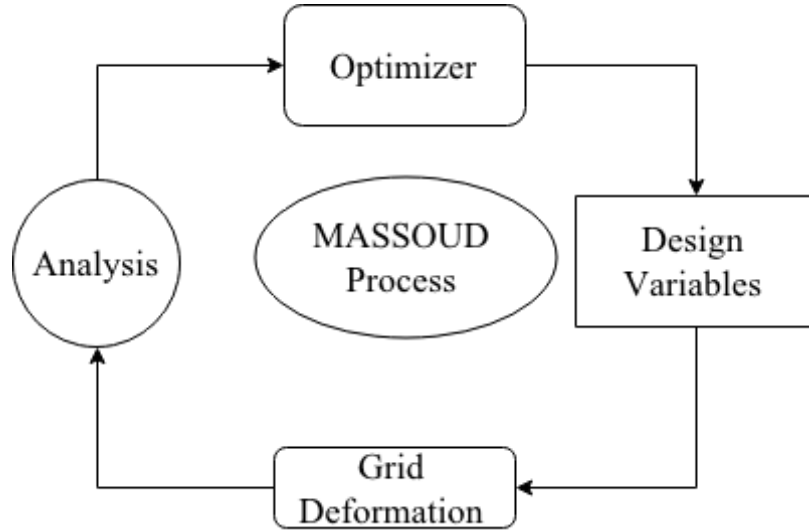 Optimizer
MASSOUD
Process
Analysis
Design
Variables
Grid
Deformation